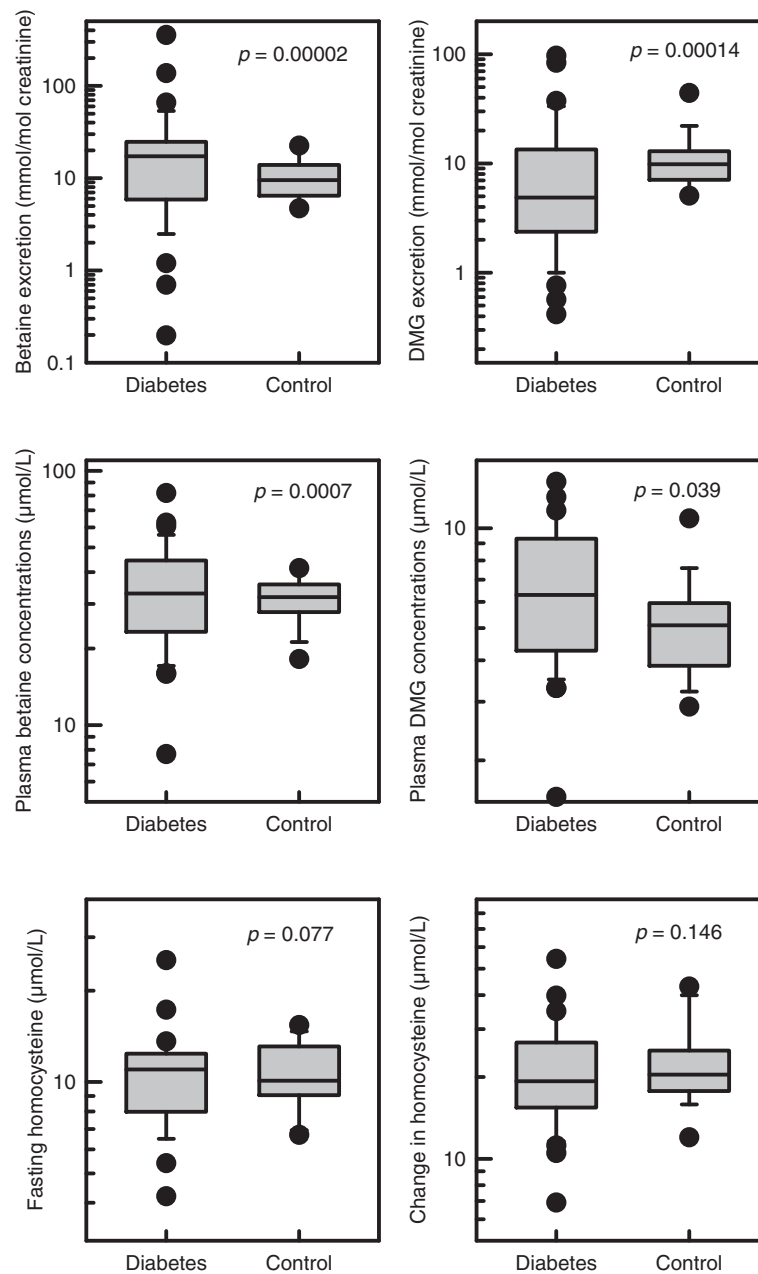 Betaine excretion (mmol/mol creatinine)
100
10
1
0.1
p = 0.00002
Diabetes
Control
DMG excretion (mmo/mol creatinine)
100
10
1
p = 0.00014
Diabetes
Control
Plasma betaine concentrations (μmol/L)
100
10
p = 0.0007
Diabetes
Control
Plasma DMG concentrations (μmol/L)
10
p = 0.039
Diabetes
Control
Fasting homocysteine (μmol/L)
10
p = 0.077
Diabetes
Control
Change in homocysteine (μmol/L)
10
p = 0.146
Diabetes
Control